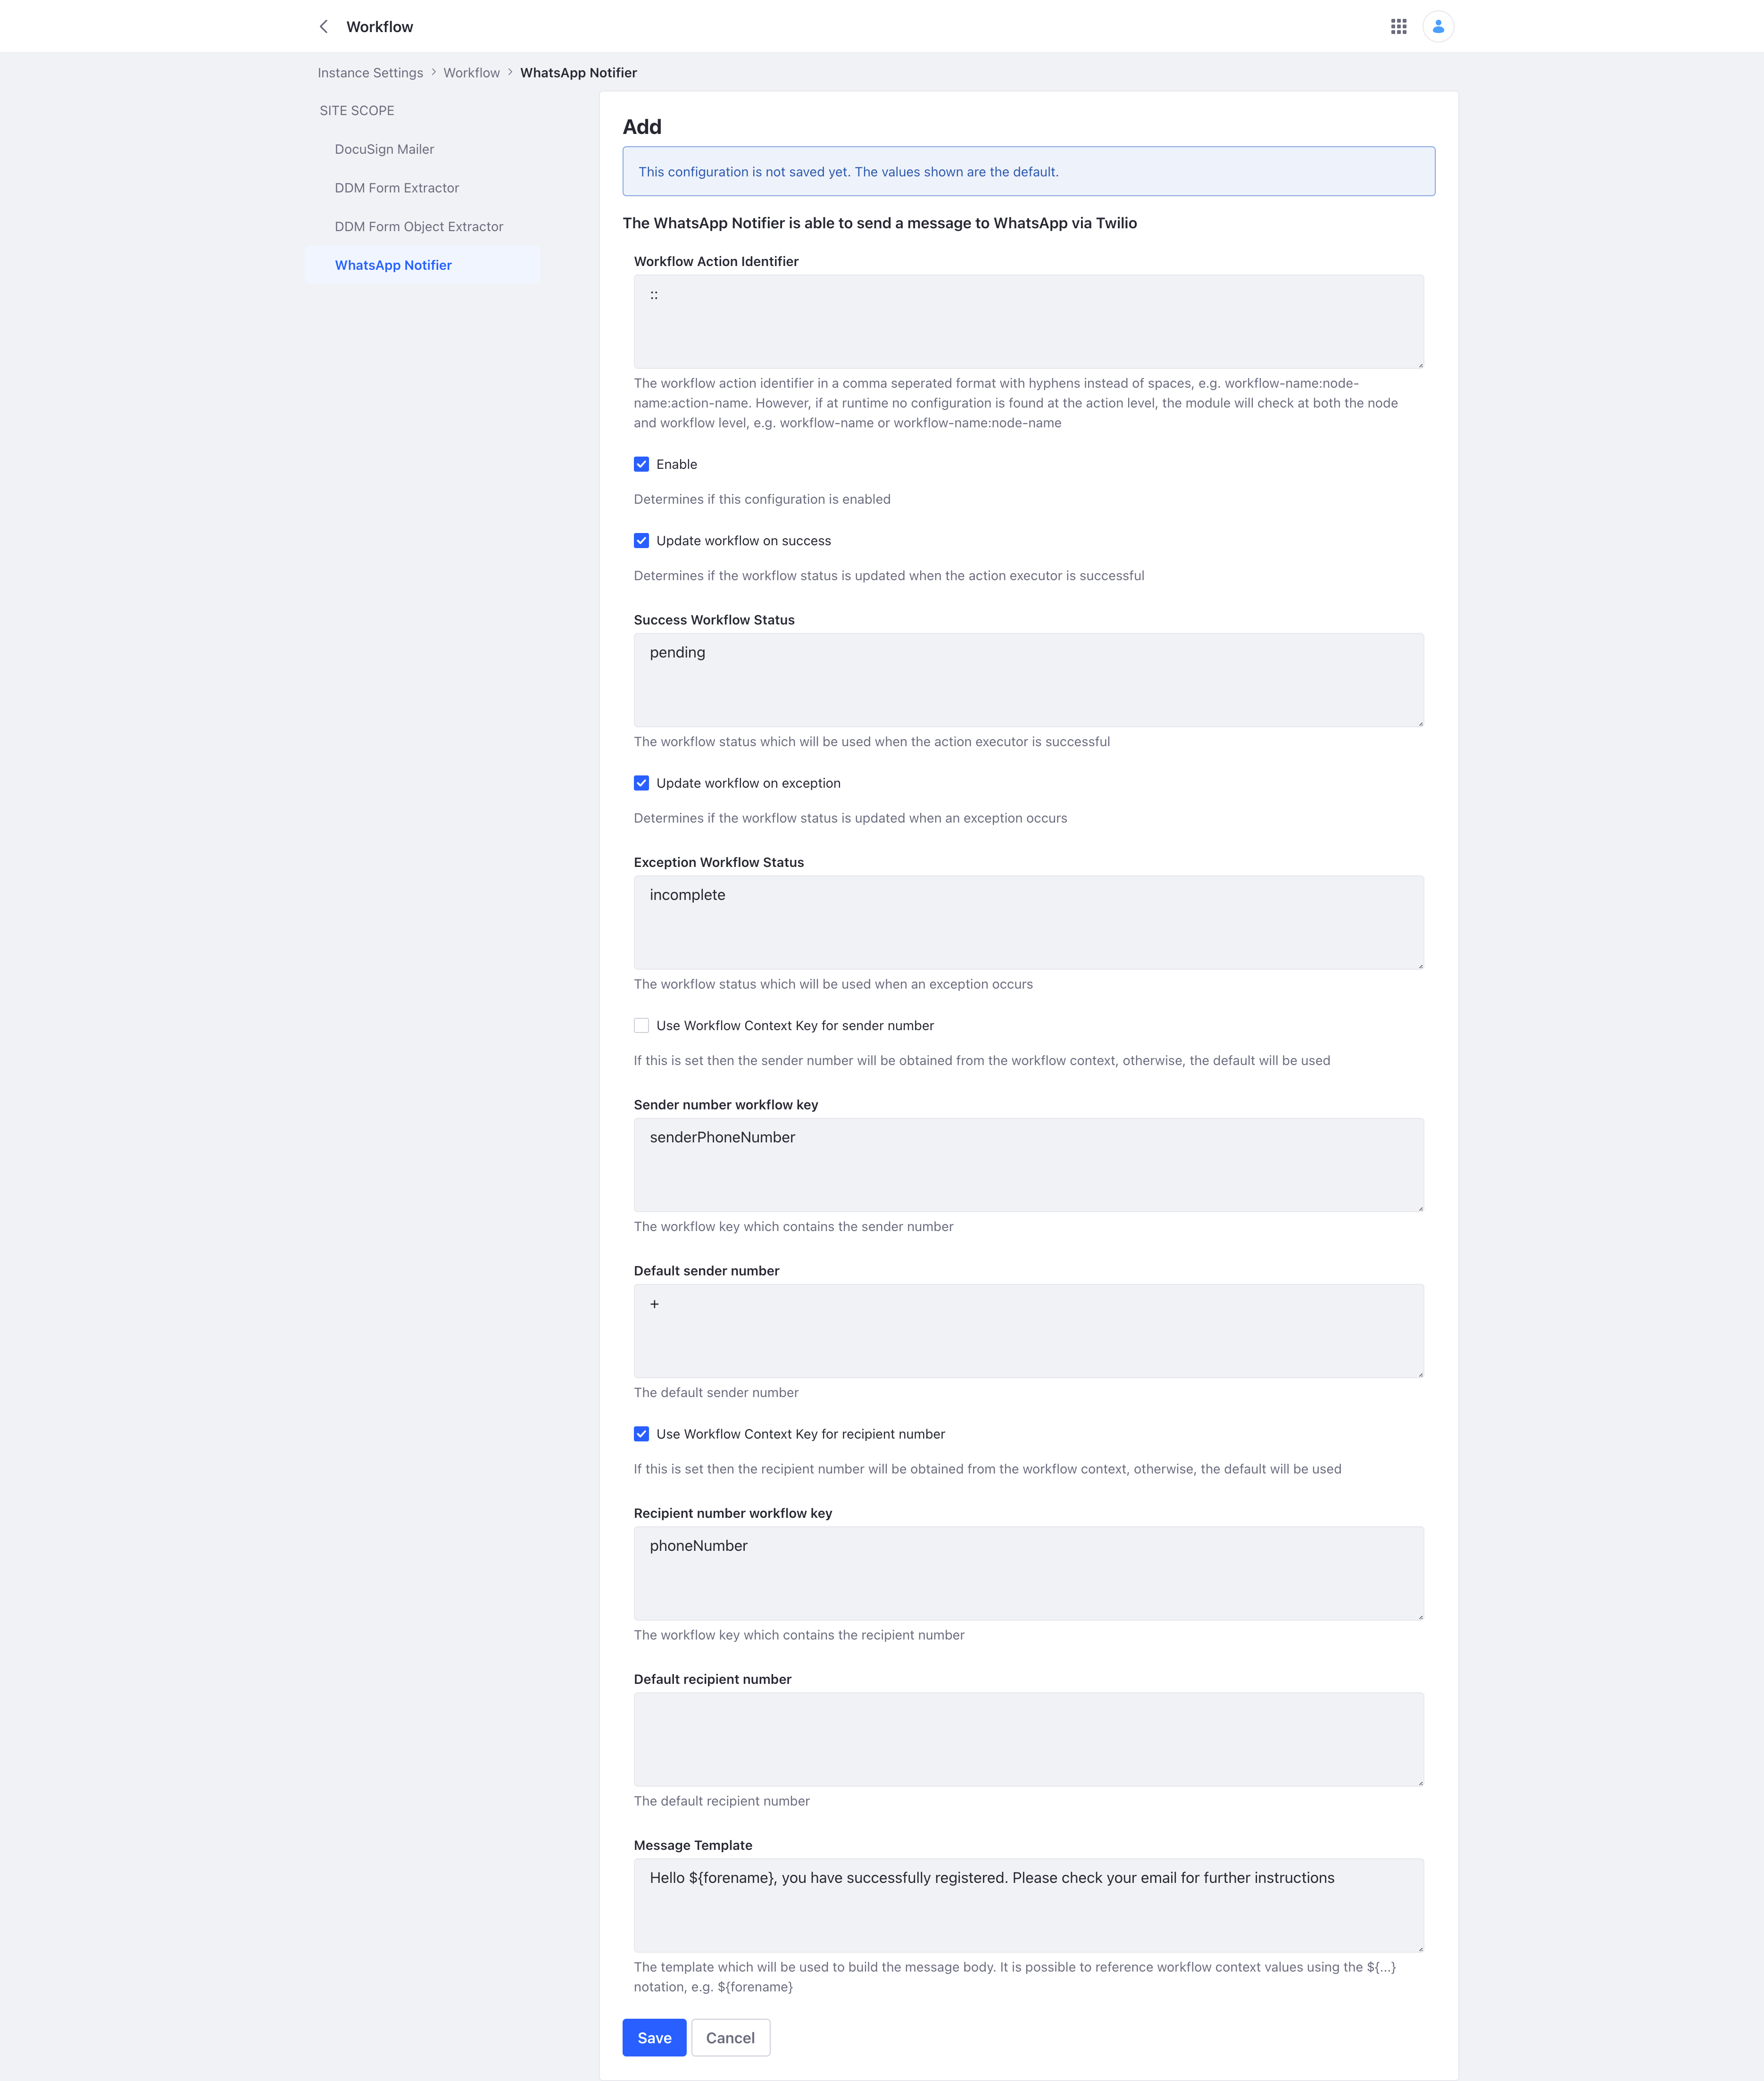 Workflow
Instance Settings > Workflow > WhatsApp Notifier
SITE SCOPE
DocuSign Mailer
DDM Form Extractor
DDM Form Object Extractor
WhatsApp Notifier
Add
This configuration is not saved yet. The values shown are the default.
The WhatsApp Notifier is able to send a message to WhatsApp via Twilio
Workflow Action Identifier
::
The workflow action identifier in a comma seperated format with hyphens instead of spaces, e.g. workflow-name:node-
name:action-name. However, if at runtime no configuration is found at the action level, the module will check at both the node
and workflow level, e.g. workflow-name or workflow-name:node-name
Enable
Determines if this configuration is enabled
Update workflow on success
Determines if the workflow status is updated when the action executor is successful
Success Workflow Status
pending
The workflow status which will be used when the action executor is successful
Update workflow on exception
Determines if the workflow status is updated when an exception occurs
Exception Workflow Status
incomplete
The workflow status which will be used when an exception occurs
Use Workflow Context Key for sender number
If this is set then the sender number will be obtained from the workflow context, otherwise, the default will be used
Sender number workflow key
senderPhoneNumber
The workflow key which contains the sender number
Default sender number
+
The default sender number
Use Workflow Context Key for recipient number
If this is set then the recipient number will be obtained from the workflow context, otherwise, the default will be used
Recipient number workflow key
phoneNumber
The workflow key which contains the recipient number
Default recipient number
The default recipient number
Message Template
Hello ${forename}, you have successfully registered. Please check your email for further instructions
The template which will be used to build the message body. It is possible to reference workflow context values using the ${...}
notation, e.g. ${forename}
Save
Cancel